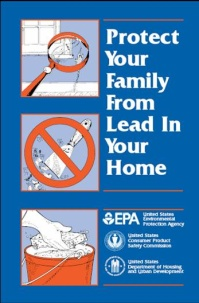 Protect
Your
Family
From
Lead In
Your
Home
EPA
United States
Environmental
Protection Agency
United States
Consumer Product
Safety Commission
United States
Department of Housing
and Urban Development